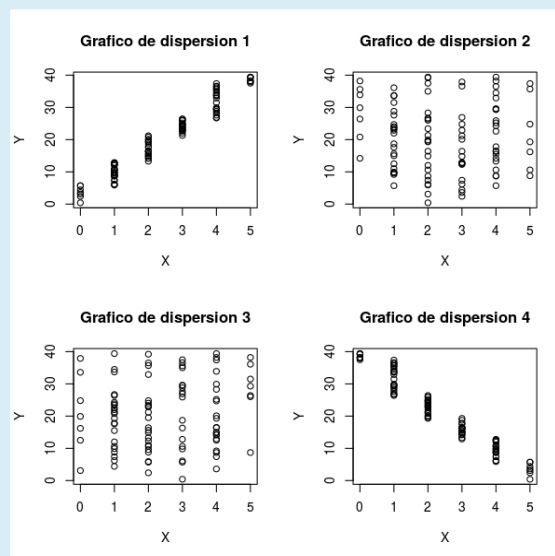 Grafico de dispersion 1
Y
0 10 20 30 40
0 1 2 3 4 5
X
Grafico de dispersion 2
Y
0 10 20 30 40
0 1 2 3 4 5
X
Grafico de dispersion 3
Y
0 10 20 30 40
0 1 2 3 4 5
X
Grafico de dispersion 4
Y
0 10 20 30 40
0 1 2 3 4 5
X